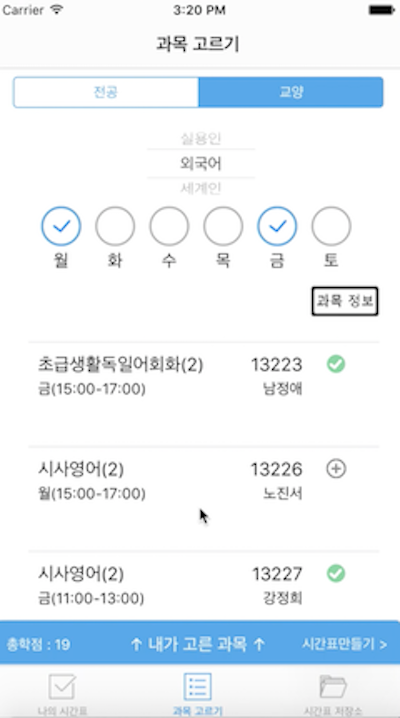 Carrier 3:20 PM
과목 고르기
전공 교양
실용인
외국어
세계인
월 화 수 목 금 토
과목 정보
초급생활독일어회화(2) 13223
금(15:00-17:00) 남정애
시사영어(2) 13226
월(15:00-17:00) 노진서
시사영어(2) 13227
금(11:00-13:00) 강정희
총학점 : 19 ↑ 내가 고른 과목 ↑ 시간표만들기 >
나의 시간표 과목 고르기 시간표 저장소